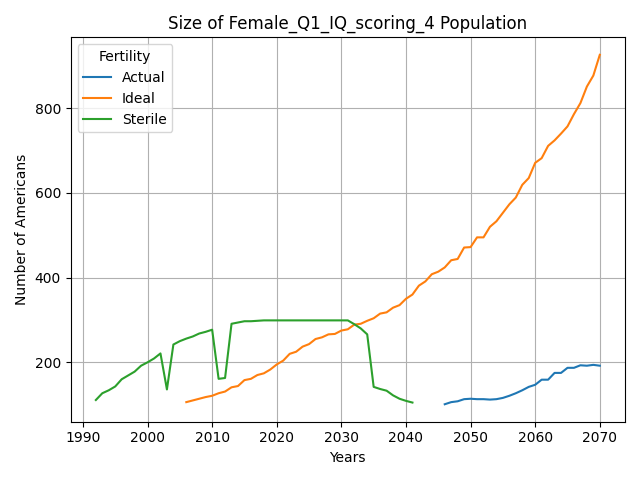 Size of Female_Q1_IQ_scoring_4 Population
Fertility
Actual
Ideal
Sterile
Number of Americans
800
600
400
200
1990 2000 2010 2020 2030 2040 2050 2060 2070
Years